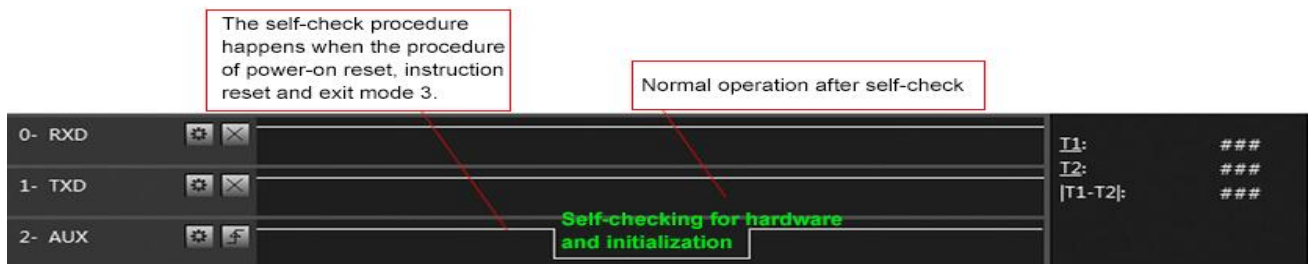 The self-check procedure
happens when the procedure
of power-on reset, instruction
reset and exit mode 3.
Normal operation after self-check
0- RXD
T1: ###
T2: ###
1- TXD
|T1-T2|: ###
Self-checking for hardware
and initialization
2- AUX